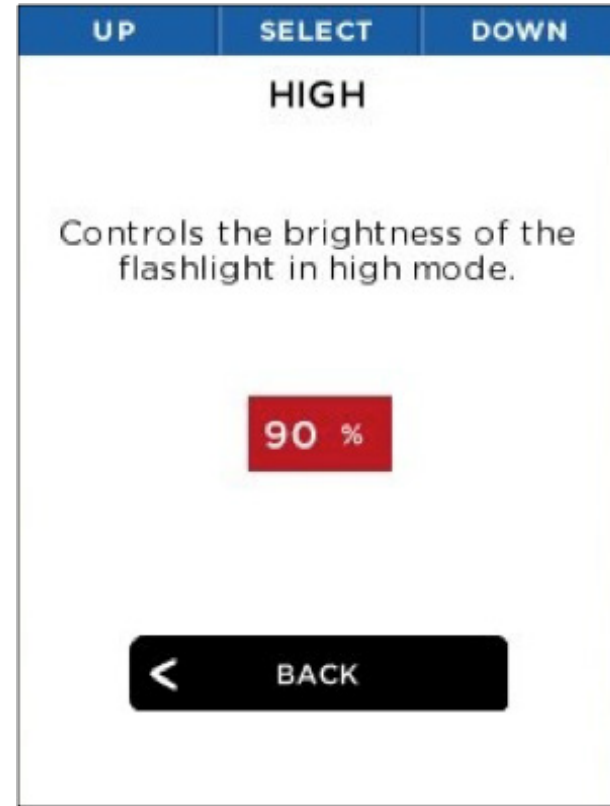 UP SELECT DOWN
HIGH
Controls the brightness of the
flashlight in high mode.
90 %
< BACK